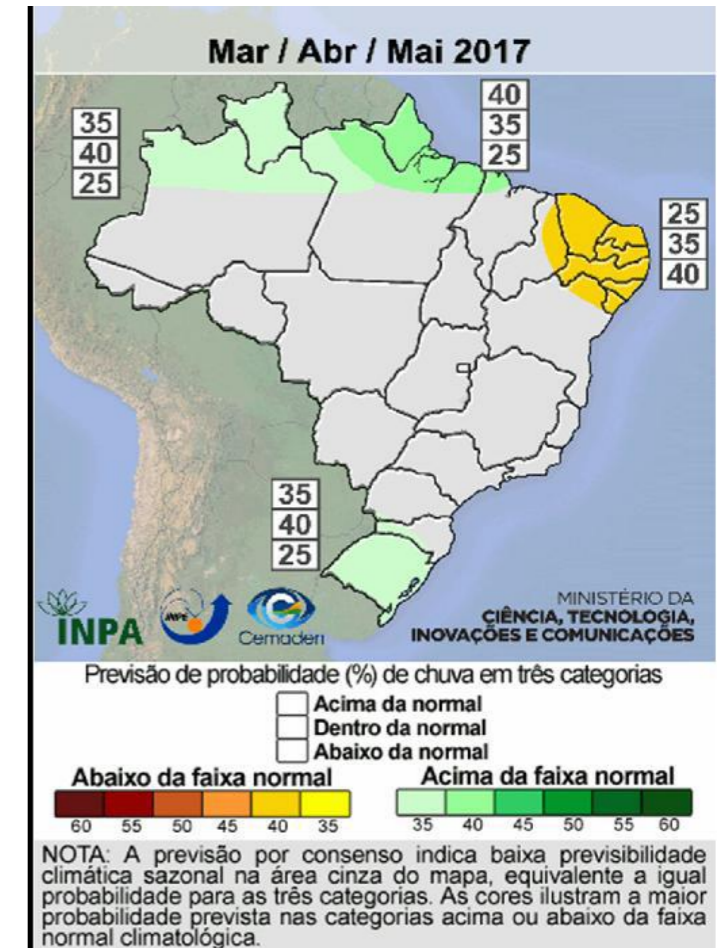 Mar / Abr / Mai 2017
35
40
25
40
35
25
25
35
40
35
40
25
INPA
INPE
Cemaden
MINISTÉRIO DA
CIÊNCIA, TECNOLOGIA,
INOVAÇÕES E COMUNICAÇÕES
Previsão de probabilidade (%) de chuva em três categorias
Acima da normal
Dentro da normal
Abaixo da normal
Abaixo da faixa normal
60 55 50 45 40 35
Acima da faixa normal
35 40 45 50 55 60
NOTA: A previsão por consenso indica baixa previsibilidade
climática sazonal na área cinza do mapa, equivalente a igual
probabilidade para as três categorias. As cores ilustram a maior
probabilidade prevista nas categorias acima ou abaixo da faixa
normal climatológica.